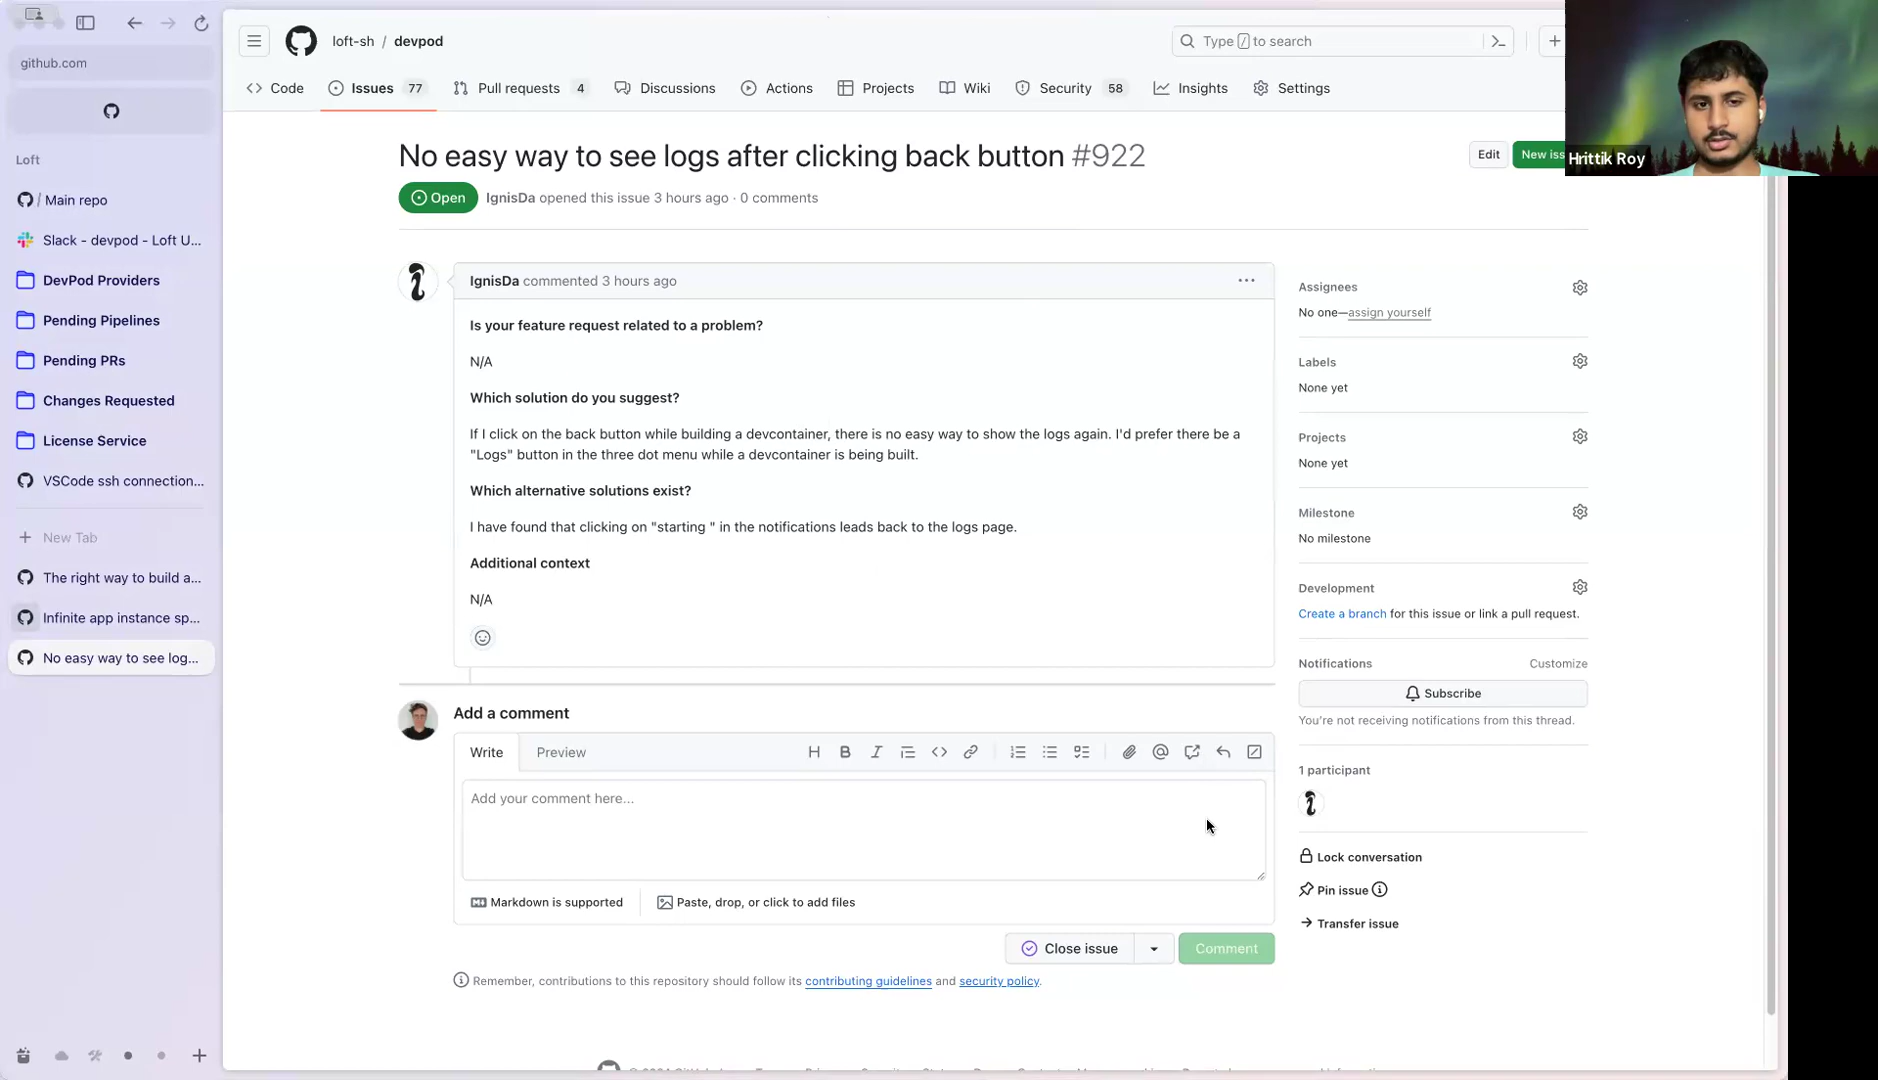 github.com
Loft
/ Main repo
Slack - devpod - Loft U...
DevPod Providers
Pending Pipelines
Pending PRs
Changes Requested
License Service
VSCode ssh connection...
New Tab
The right way to build a...
Infinite app instance sp...
No easy way to see log...
loft-sh / devpod
Type / to search
Code
Issues 77
Pull requests 4
Discussions
Actions
Projects
Wiki
Security 58
Insights
Settings
Hrittik Roy
No easy way to see logs after clicking back button #922
Edit
New iss
Open
IgnisDa opened this issue 3 hours ago · 0 comments
IgnisDa commented 3 hours ago
Is your feature request related to a problem?
N/A
Which solution do you suggest?
If I click on the back button while building a devcontainer, there is no easy way to show the logs again. I'd prefer there be a
"Logs" button in the three dot menu while a devcontainer is being built.
Which alternative solutions exist?
I have found that clicking on "starting " in the notifications leads back to the logs page.
Additional context
N/A
Add a comment
Write
Preview
Add your comment here...
Markdown is supported
Paste, drop, or click to add files
Close issue
Comment
Remember, contributions to this repository should follow its contributing guidelines and security policy.
Assignees
No one—assign yourself
Labels
None yet
Projects
None yet
Milestone
No milestone
Development
Create a branch for this issue or link a pull request.
Notifications
Customize
Subscribe
You're not receiving notifications from this thread.
1 participant
Lock conversation
Pin issue
Transfer issue